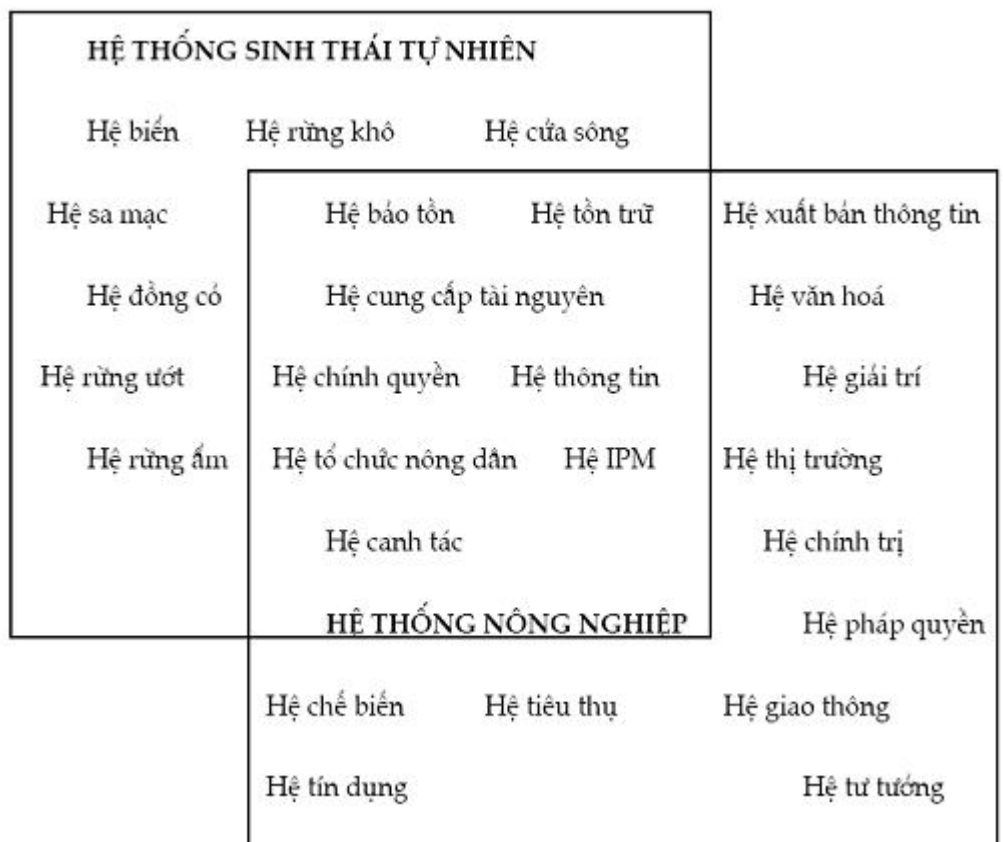 HỆ THỐNG SINH THÁI TỰ NHIÊN
Hệ biển Hệ rừng khô Hệ cửa sông
Hệ sa mạc Hệ bảo tồn Hệ tồn trữ Hệ xuất bản thông tin
Hệ đồng cỏ Hệ cung cấp tài nguyên Hệ văn hoá
Hệ rừng ướt Hệ chính quyền Hệ thông tin Hệ giải trí
Hệ rừng ẩm Hệ tổ chức nông dân Hệ IPM Hệ thị trường
Hệ canh tác Hệ chính trị
HỆ THỐNG NÔNG NGHIỆP Hệ pháp quyền
Hệ chế biến Hệ tiêu thụ Hệ giao thông
Hệ tín dụng Hệ tư tưởng